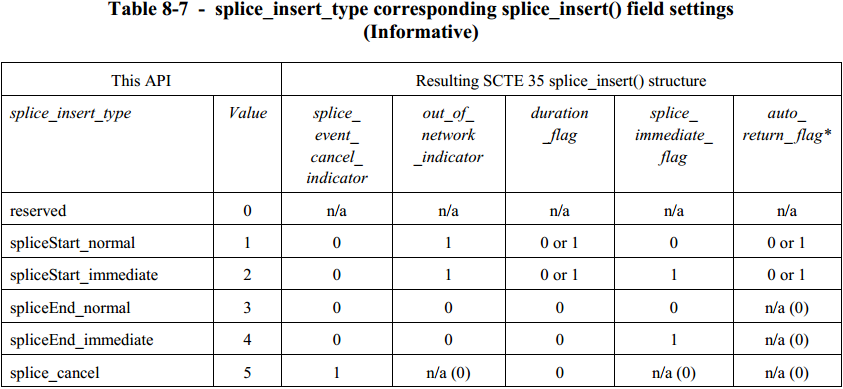 Table 8-7 - splice_insert_type corresponding splice_insert() field settings
(Informative)
This API Resulting SCTE 35 splice_insert() structure
splice_insert_type Value splice_ event_ cancel_ indicator out_of_ network _indicator duration _flag splice_ immediate_ flag auto_ return_flag*
reserved 0 n/a n/a n/a n/a n/a
spliceStart_normal 1 0 1 0 or 1 0 0 or 1
spliceStart_immediate 2 0 1 0 or 1 1 0 or 1
spliceEnd_normal 3 0 0 0 0 n/a (0)
spliceEnd_immediate 4 0 0 0 1 n/a (0)
splice_cancel 5 1 n/a (0) 0 n/a (0) n/a (0)